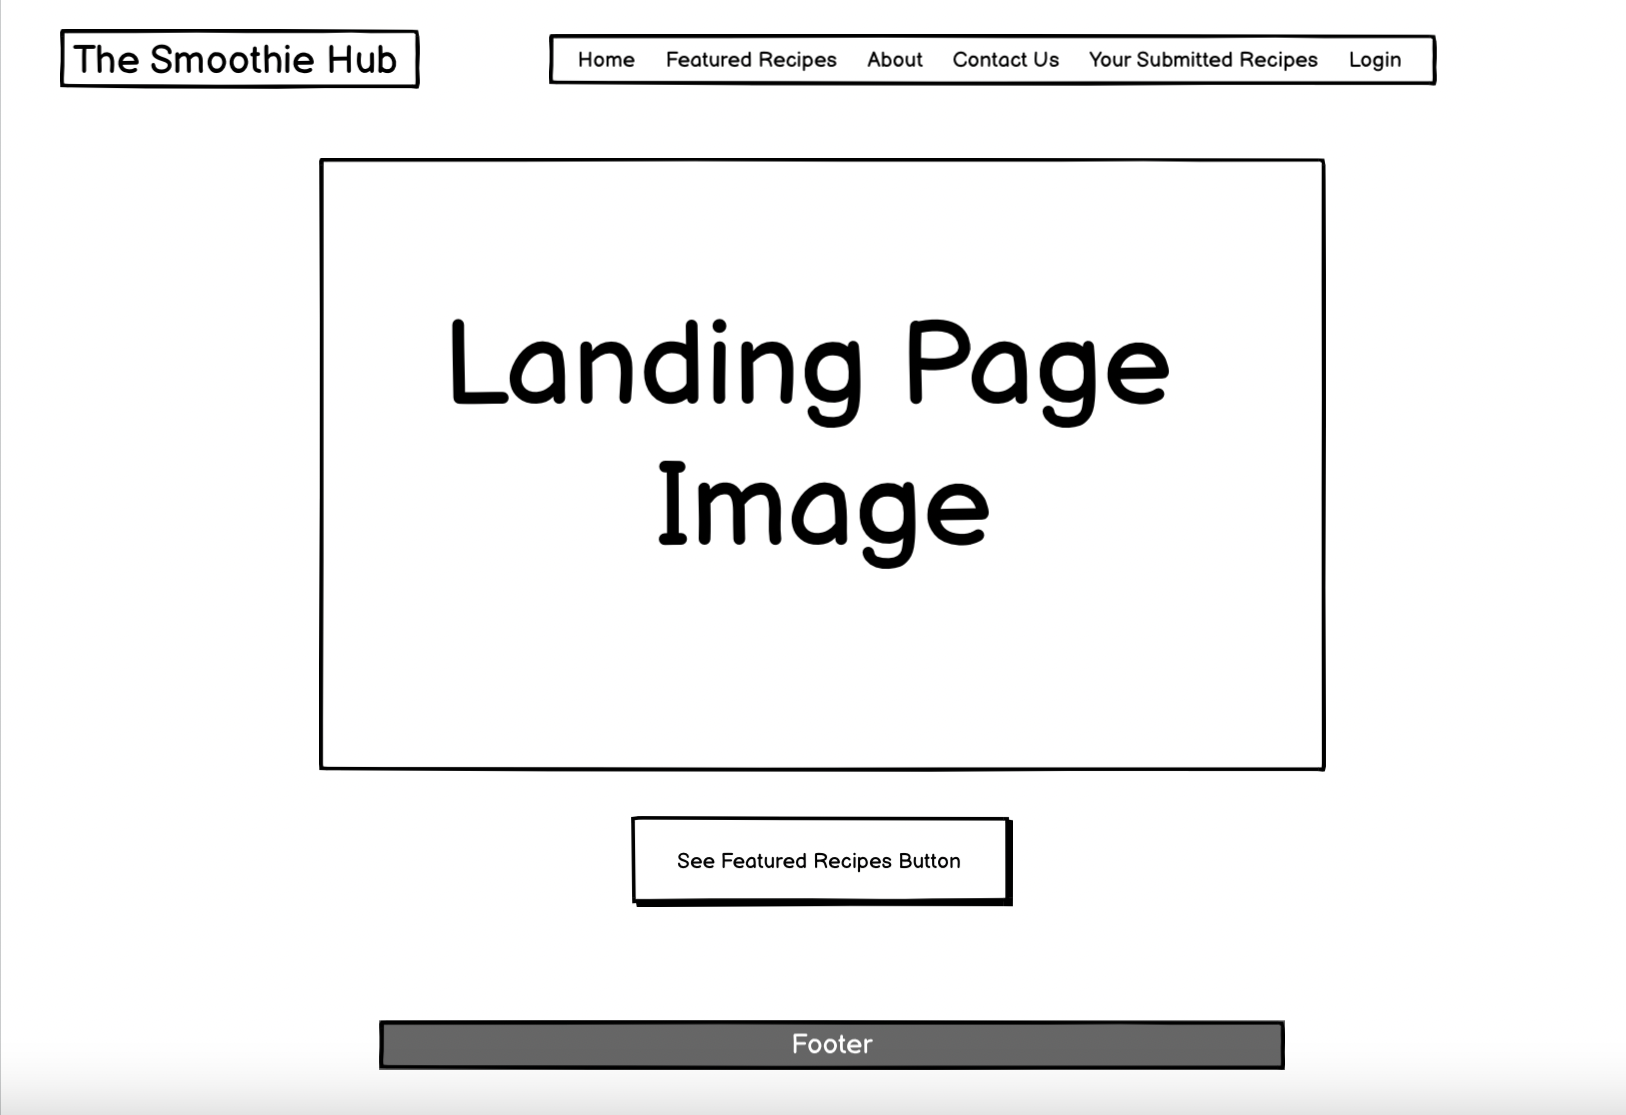 The Smoothie Hub
Home Featured Recipes About Contact Us Your Submitted Recipes Login
Landing Page
Image
See Featured Recipes Button
Footer